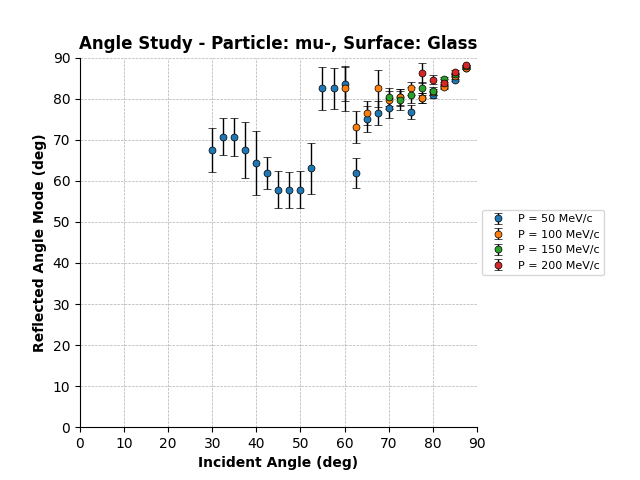 Angle Study - Particle: mu-, Surface: Glass
Reflected Angle Mode (deg)
90
80
70
60
50
40
30
20
10
0
0 10 20 30 40 50 60 70 80 90
Incident Angle (deg)
P = 50 MeV/c
P = 100 MeV/c
P = 150 MeV/c
P = 200 MeV/c